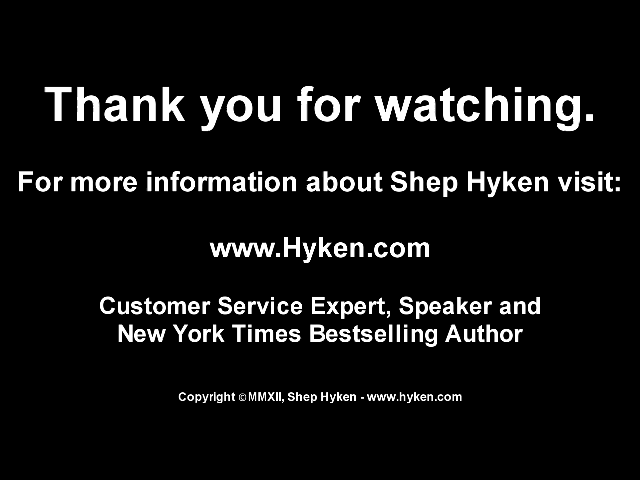 Thank you for watching.
For more information about Shep Hyken visit:
www.Hyken.com
Customer Service Expert, Speaker and
New York Times Bestselling Author
Copyright ©MMXII, Shep Hyken - www.hyken.com